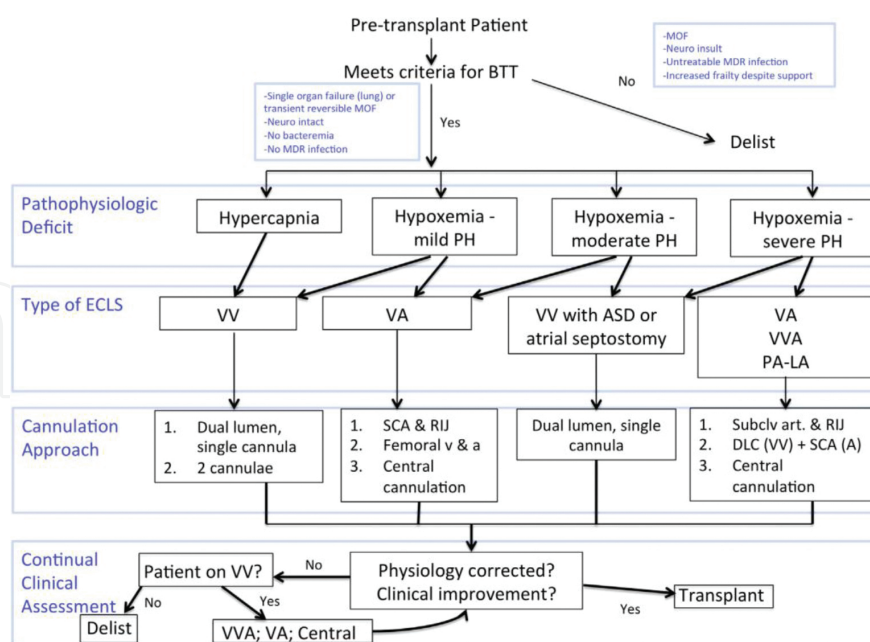 Pre-transplant Patient
Meets criteria for BTT
-MOF
-Neuro insult
-Untreatable MDR infection
-Increased frailty despite support
No
-Single organ failure (lung) or
transient reversible MOF
-Neuro intact
-No bacteremia
-No MDR infection
Yes
Delist
Pathophysiologic
Deficit
Hypercapnia
Hypoxemia -
mild PH
Hypoxemia -
moderate PH
Hypoxemia -
severe PH
Type of ECLS
VV
VA
VV with ASD or
atrial septostomy
VA
VVA
PA-LA
Cannulation
Approach
1. Dual lumen,
single cannula
2. 2 cannulae
1. SCA & RIJ
2. Femoral v & a
3. Central
cannulation
Dual lumen, single
cannula
1. Subclv art. & RIJ
2. DLC (VV) + SCA (A)
3. Central
cannulation
Continual
Clinical
Assessment
Patient on VV?
No
Physiology corrected?
Clinical improvement?
Yes
Transplant
No
Yes
Delist
VVA; VA; Central